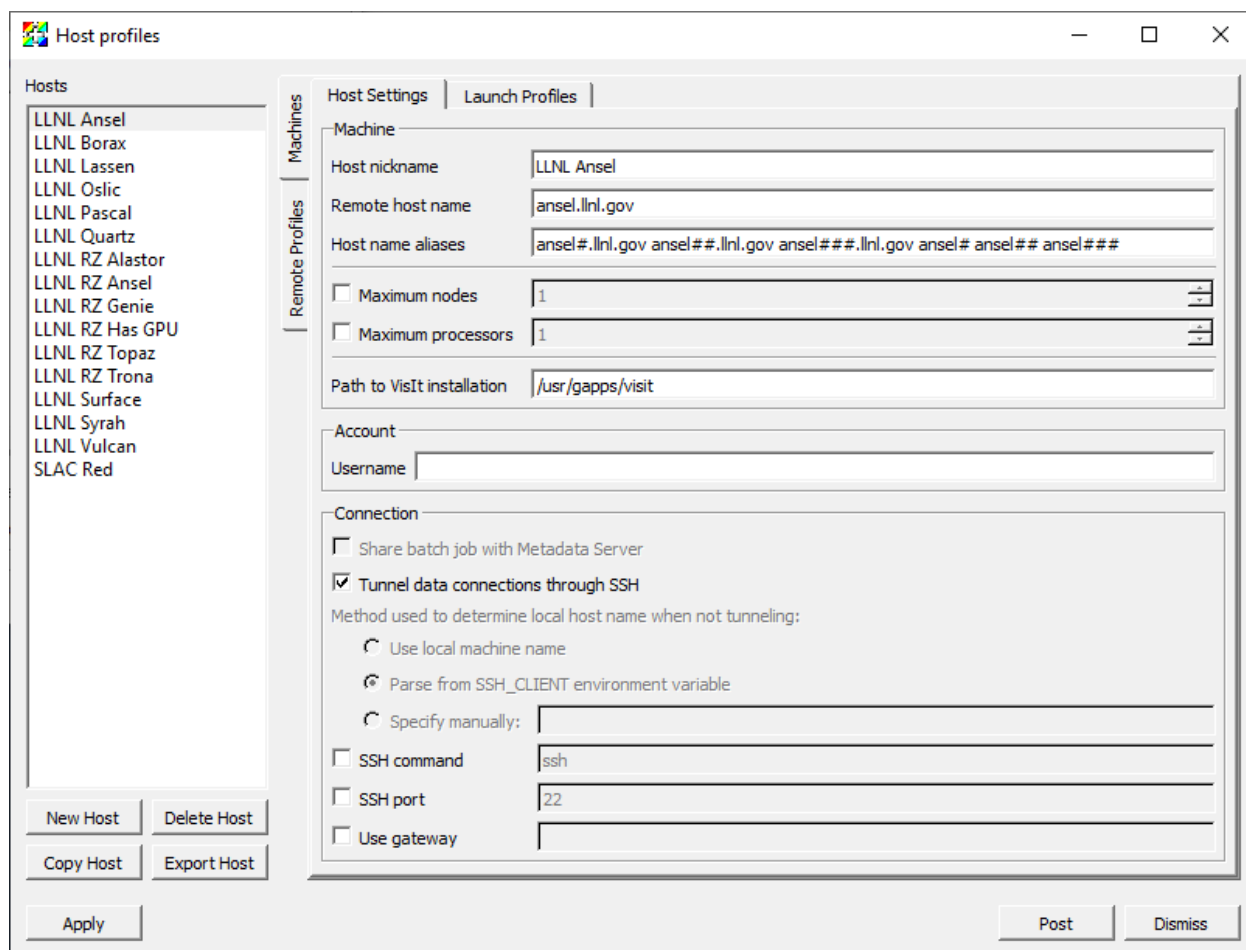 Host profiles
Hosts
LLNL Ansel
LLNL Borax
LLNL Lassen
LLNL Oslic
LLNL Pascal
LLNL Quartz
LLNL RZ Alastor
LLNL RZ Ansel
LLNL RZ Genie
LLNL RZ Has GPU
LLNL RZ Topaz
LLNL RZ Trona
LLNL Surface
LLNL Syrah
LLNL Vulcan
SLAC Red
New Host Delete Host
Copy Host Export Host
Machines
Remote Profiles
Host Settings Launch Profiles
Machine
Host nickname LLNL Ansel
Remote host name ansel.llnl.gov
Host name aliases ansel#.llnl.gov ansel##.llnl.gov ansel###.llnl.gov ansel# ansel## ansel###
Maximum nodes 1
Maximum processors 1
Path to VisIt installation /usr/gapps/visit
Account
Username
Connection
Share batch job with Metadata Server
Tunnel data connections through SSH
Method used to determine local host name when not tunneling:
Use local machine name
Parse from SSH_CLIENT environment variable
Specify manually:
SSH command ssh
SSH port 22
Use gateway
Apply Post Dismiss